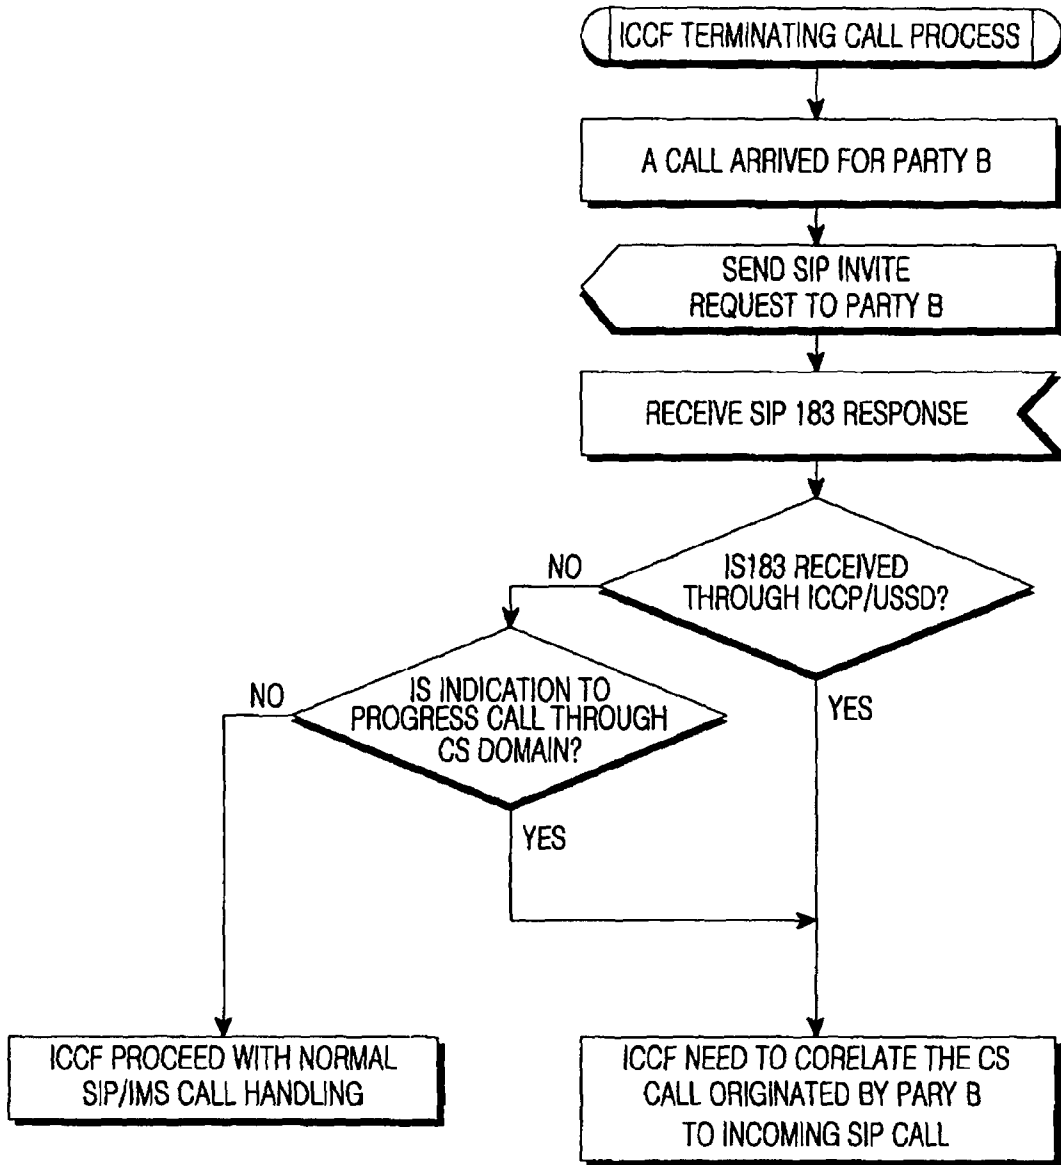 ICCF TERMINATING CALL PROCESS
A CALL ARRIVED FOR PARTY B
SEND SIP INVITE
REQUEST TO PARTY B
RECEIVE SIP 183 RESPONSE
NO
IS183 RECEIVED
THROUGH ICCP/USSD?
NO
IS INDICATION TO
PROGRESS CALL THROUGH
CS DOMAIN?
YES
YES
ICCF PROCEED WITH NORMAL
SIP/IMS CALL HANDLING
ICCF NEED TO CORELATE THE CS
CALL ORIGINATED BY PARY B
TO INCOMING SIP CALL